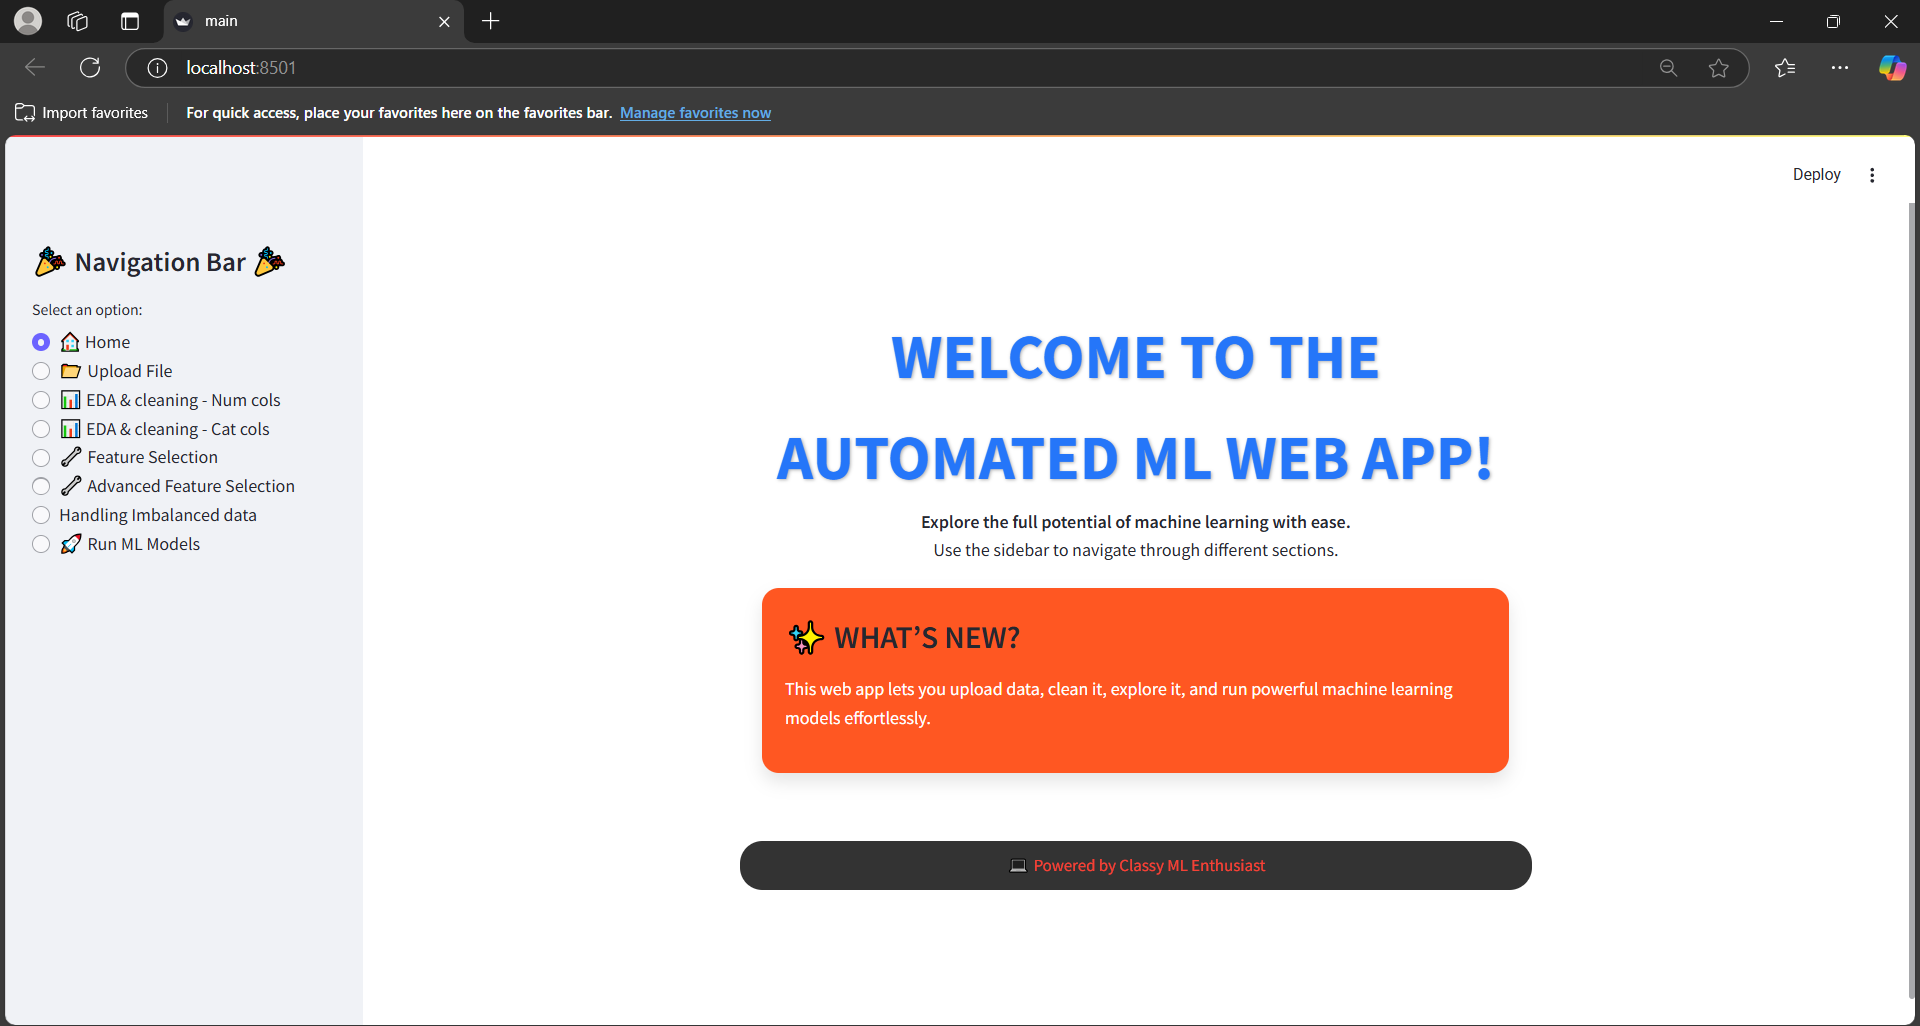 main
localhost:8501
Import favorites
For quick access, place your favorites here on the favorites bar. Manage favorites now
Deploy
Navigation Bar
Select an option:
Home
Upload File
EDA & cleaning - Num cols
EDA & cleaning - Cat cols
Feature Selection
Advanced Feature Selection
Handling Imbalanced data
Run ML Models
WELCOME TO THE
AUTOMATED ML WEB APP!
Explore the full potential of machine learning with ease.
Use the sidebar to navigate through different sections.
WHAT’S NEW?
This web app lets you upload data, clean it, explore it, and run powerful machine learning
models effortlessly.
Powered by Classy ML Enthusiast